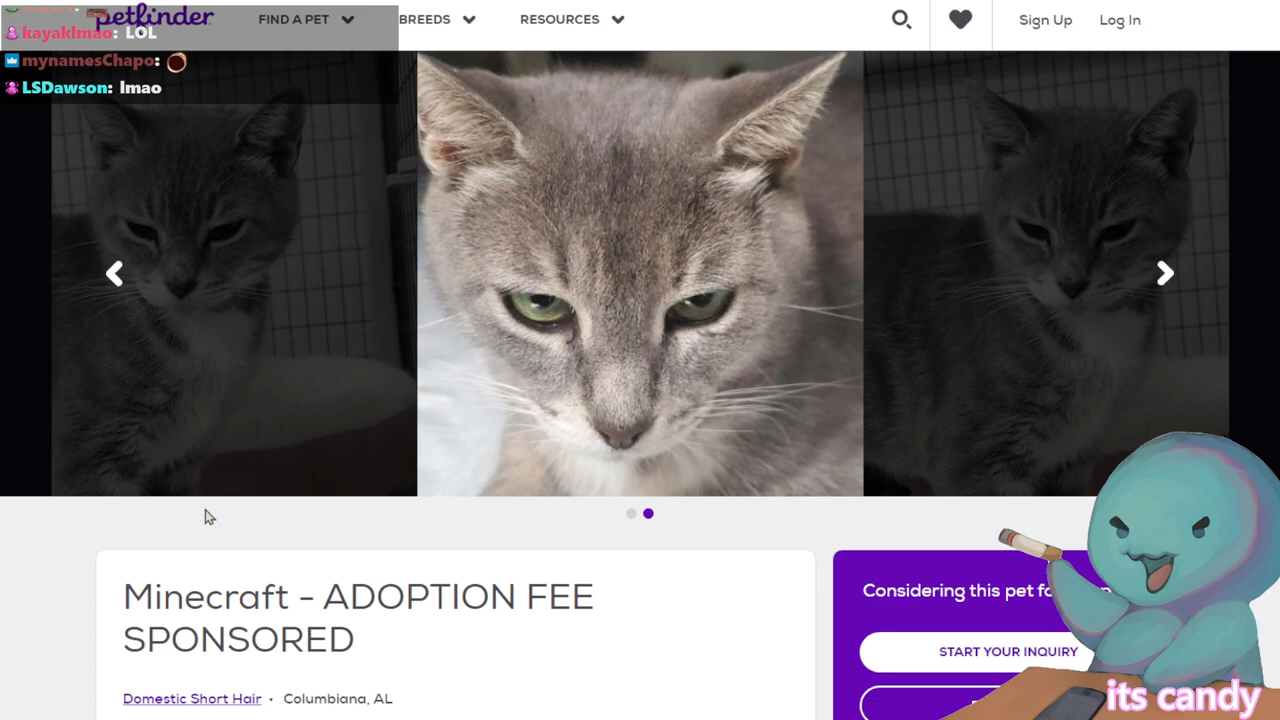 petfinder
FIND A PET
BREEDS
RESOURCES
Sign Up
Log In
kayaklmao: LOL
mynamesChapo:
LSDawson: lmao
Minecraft - ADOPTION FEE
SPONSORED
Domestic Short Hair • Columbiana, AL
Considering this pet
START YOUR INQUIRY
its candy